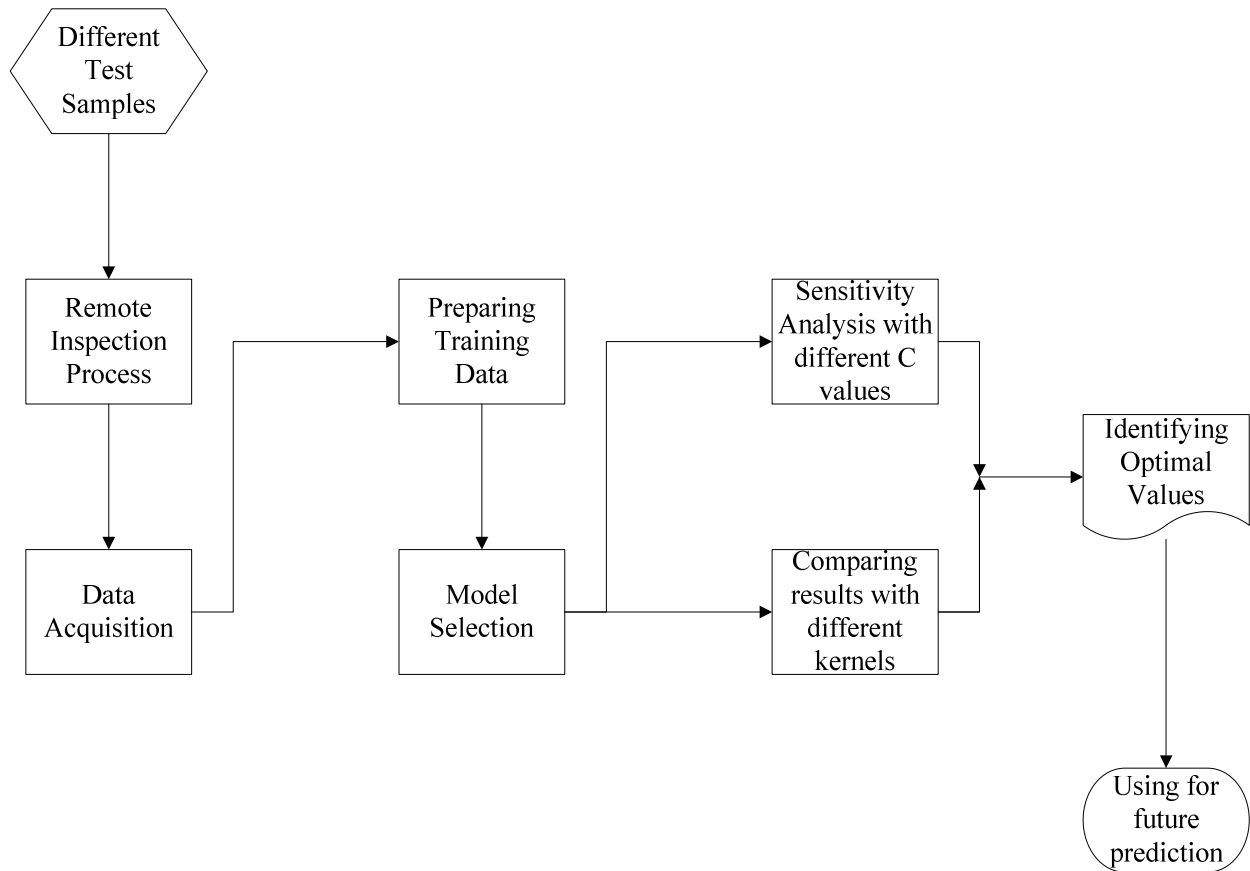 Different
Test
Samples
Remote
Inspection
Process
Data
Acquisition
Preparing
Training
Data
Model
Selection
Sensitivity
Analysis with
different C
values
Comparing
results with
different
kernels
Identifying
Optimal
Values
Using for
future
prediction